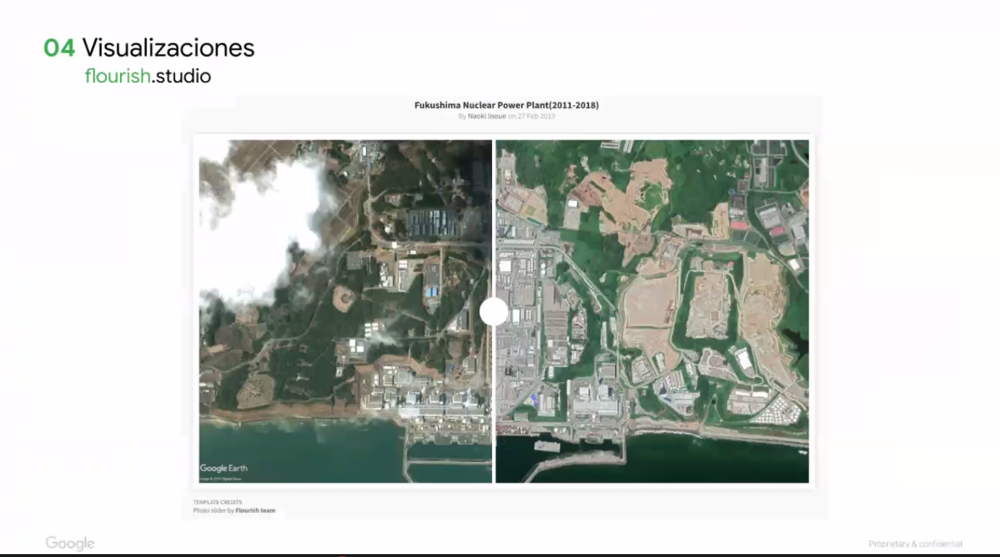 04 Visualizaciones
flourish.studio
Fukushima Nuclear Power Plant(2011-2018)
By Naoki Inoue on 27 Feb 2019
Google Earth
TEMPLATE CREDITS
Photo slider by Flourish team
Google
Proprietary & confidential